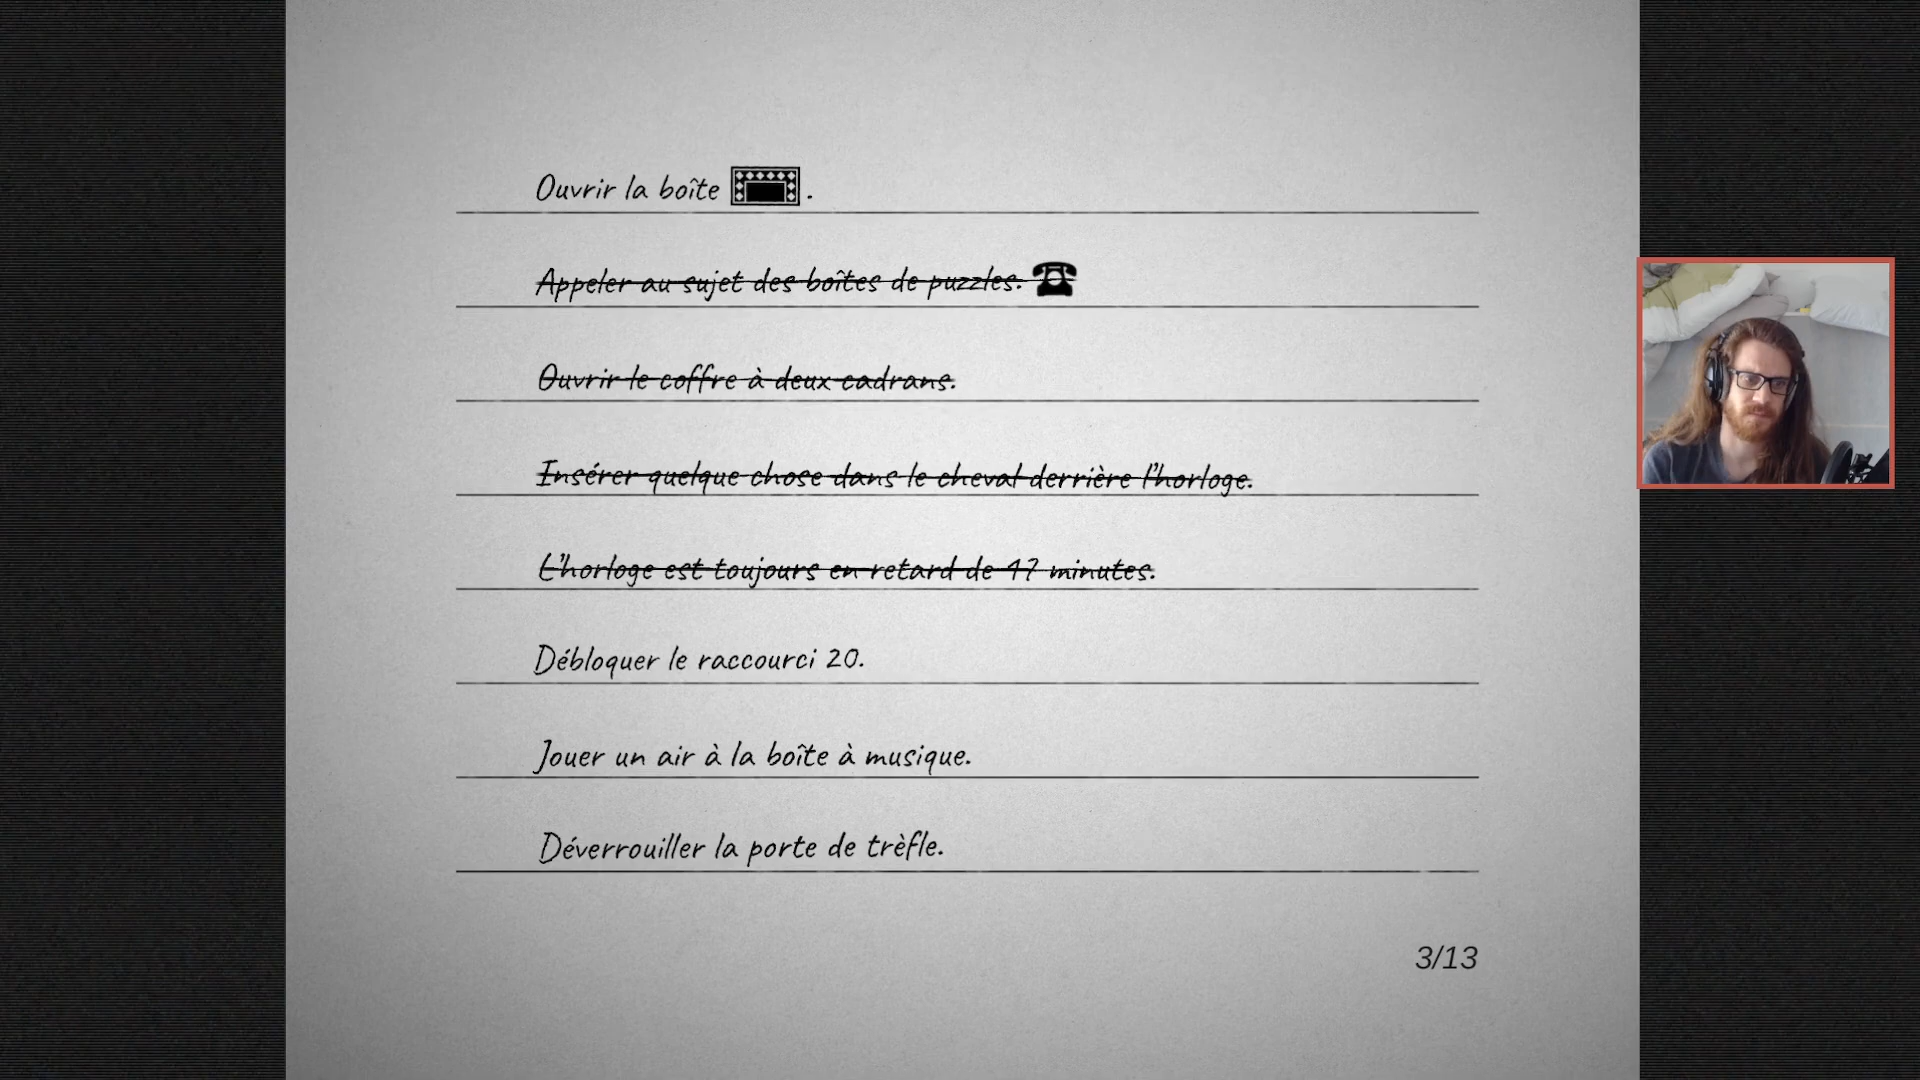 Ouvrir la boîte .
Appeler au sujet des boîtes de puzzles.
Ouvrir le coffre à deux cadrans.
Insérer quelque chose dans le cheval derrière l'horloge.
L'horloge est toujours en retard de 47 minutes.
Débloquer le raccourci 20.
Jouer un air à la boîte à musique.
Déverrouiller la porte de trèfle.
3/13